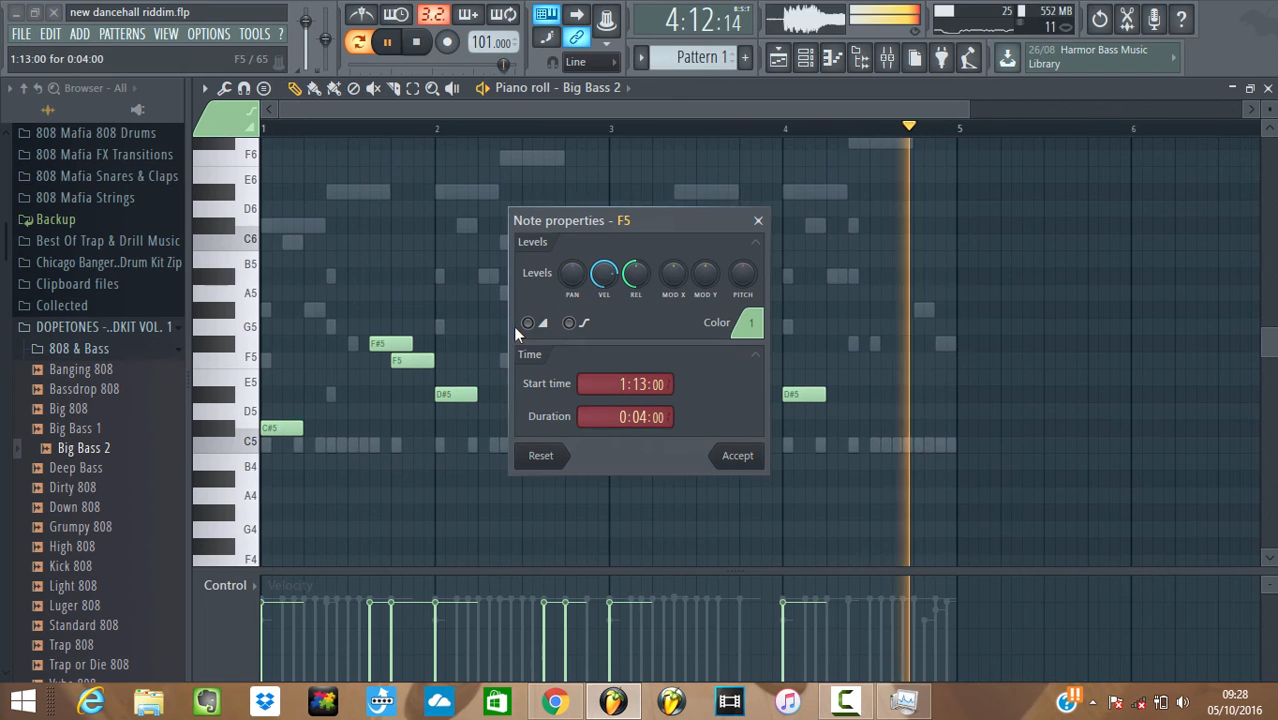 new dancehall riddim.flp
FILE EDIT ADD PATTERNS VIEW OPTIONS TOOLS ?
1:13:00 for 0:04:00 F5 / 65
3.2.
101.000
Line
4:12:14
Pattern 1
25
552 MB
26/08 Harmor Bass Music
Library
Browser - All
Piano roll - Big Bass 2
808 Mafia 808 Drums
808 Mafia FX Transitions
808 Mafia Snares & Claps
808 Mafia Strings
Backup
Best Of Trap & Drill Music
Chicago Banger...Drum Kit Zip
Clipboard files
Collected
DOPETONES -..DKIT VOL. 1
808 & Bass
Banging 808
Bassdrop 808
Big 808
Big Bass 1
Big Bass 2
Deep Bass
Dirty 808
Down 808
Grumpy 808
High 808
Kick 808
Light 808
Luger 808
Standard 808
Trap 808
Trap or Die 808
1 2 3 4 5 6
F6
E6
D6
C6
B5
A5
G5
F5
E5
D5
C5
B4
A4
G4
F4
F#5
F5
D#5
C#5
D#5
Note properties - F5
Levels
Levels
PAN VEL REL MOD X MOD Y PITCH
Color 1
Time
Start time 1:13:00
Duration 0:04:00
Reset Accept
Control Velocity
09:28
05/10/2016